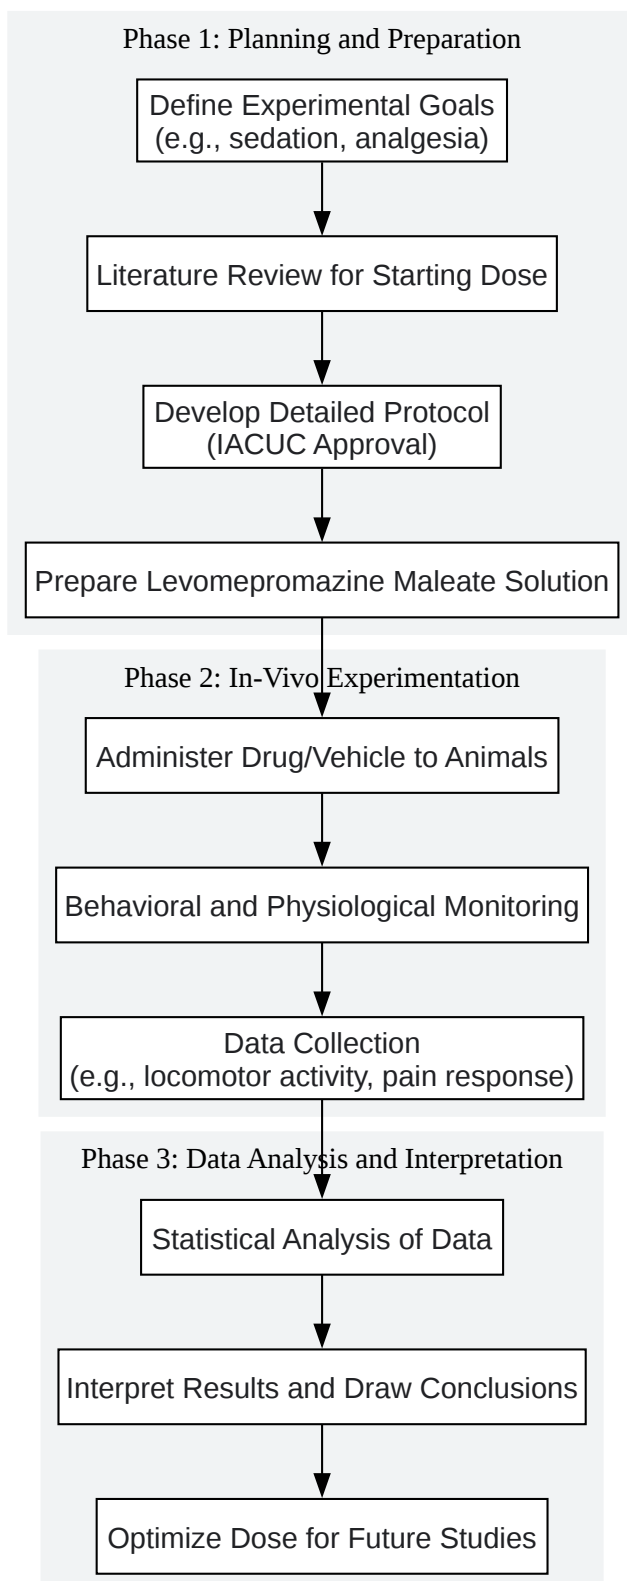 Phase 1: Planning and Preparation
Define Experimental Goals
(e.g., sedation, analgesia)
Literature Review for Starting Dose
Develop Detailed Protocol
(IACUC Approval)
Prepare Levomepromazine Maleate Solution
Phase 2: In-Vivo Experimentation
Administer Drug/Vehicle to Animals
Behavioral and Physiological Monitoring
Data Collection
(e.g., locomotor activity, pain response)
Phase 3: Data Analysis and Interpretation
Statistical Analysis of Data
Interpret Results and Draw Conclusions
Optimize Dose for Future Studies